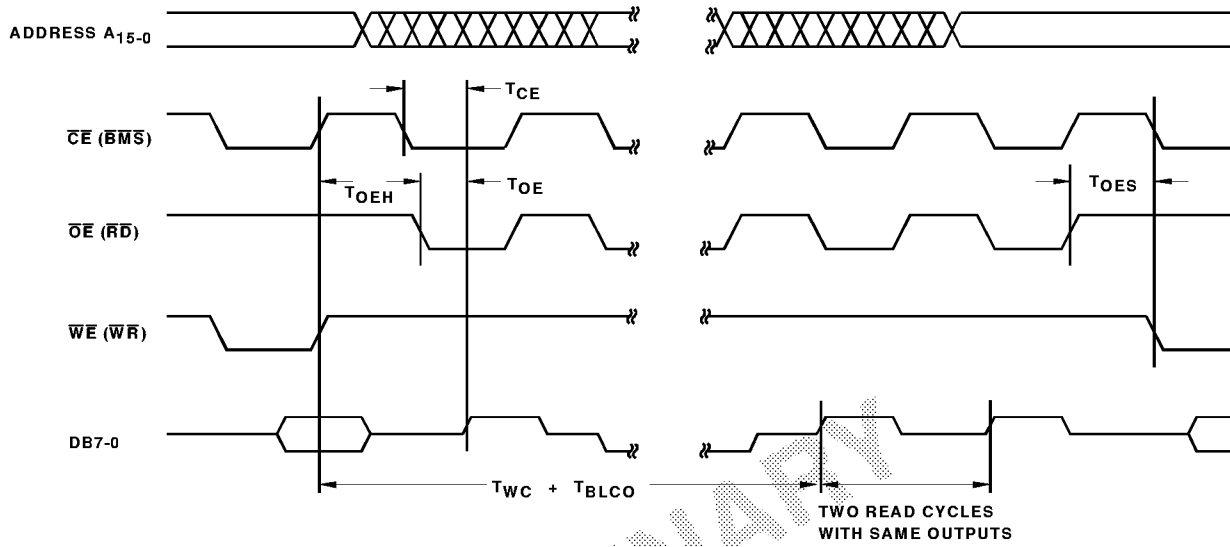 ADDRESS A15-0
TCE
CE (BMS)
TOEH
TOE
TOES
OE (RD)
WE (WR)
DB7-0
TWC + TBLCO
TWO READ CYCLES
WITH SAME OUTPUTS
INARY